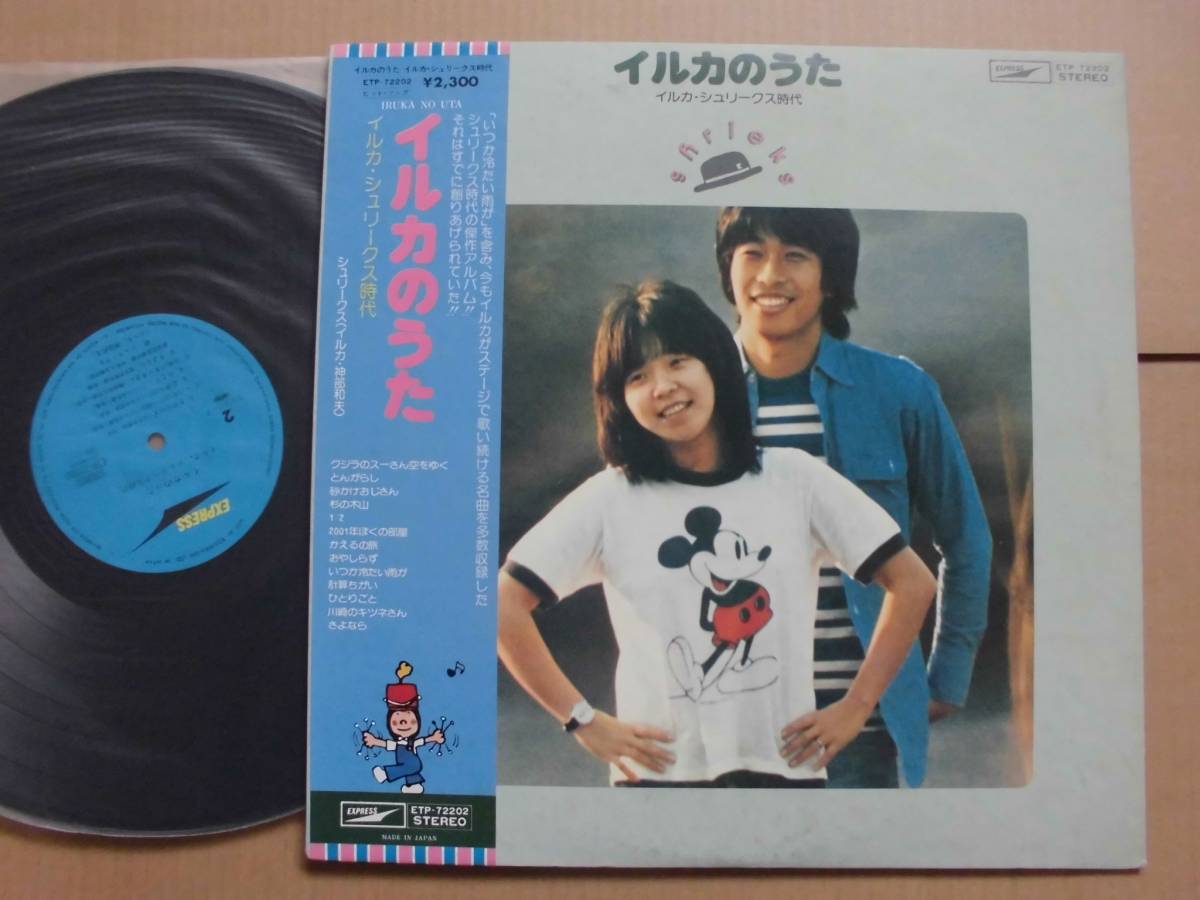 イルカのうた イルカ・シュリークス時代
ETP-72202 ¥2,300
IRUKA NO UTA
イルカのうた
イルカ・シュリークス時代
シュリークス(イルカ・神部和夫)
「いつか冷たい雨が」を含み、今もイルカがステージで歌い続ける名曲を多数収録した
シュリークス時代の傑作アルバム!!
それはすでに創りあげられていた!!
クジラのスーさん空をゆく
とんがらし
砂かけおじさん
杉の木山
1/2
2001年ぼくの部屋
かえるの旅
おやしらず
いつか冷たい雨が
計算ちがい
ひとりごと
川崎のキツネさん
さよなら
EXPRESS
ETP-72202
STEREO
MADE IN JAPAN
イルカのうた
イルカ・シュリークス時代
shrieks
EXPRESS
ETP-72202
STEREO
2
EXPRESS